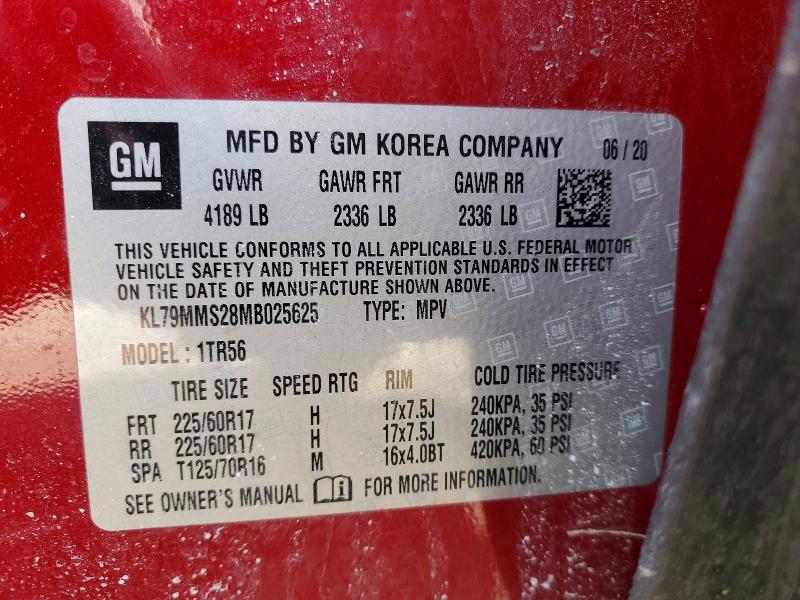 GM MFD BY GM KOREA COMPANY 06 / 20
GVWR GAWR FRT GAWR RR
4189 LB 2336 LB 2336 LB
THIS VEHICLE CONFORMS TO ALL APPLICABLE U.S. FEDERAL MOTOR
VEHICLE SAFETY AND THEFT PREVENTION STANDARDS IN EFFECT
ON THE DATE OF MANUFACTURE SHOWN ABOVE.
KL79MMS28MB025625 TYPE: MPV
MODEL : 1TR56
TIRE SIZE SPEED RTG RIM COLD TIRE PRESSURE
FRT 225/60R17 H 17x7.5J 240KPA, 35 PSI
RR 225/60R17 H 17x7.5J 240KPA, 35 PSI
SPA T125/70R16 M 16x4.0BT 420KPA, 60 PSI
SEE OWNER'S MANUAL FOR MORE INFORMATION.